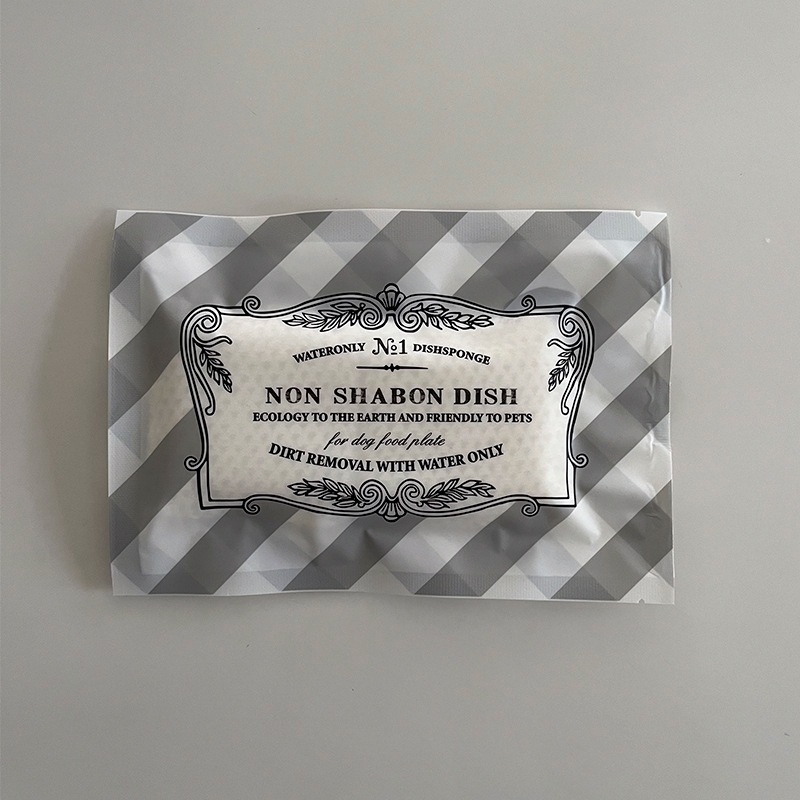 WATERONLY №1 DISHSPONGE
NON SHABON DISH
ECOLOGY TO THE EARTH AND FRIENDLY TO PETS
for dog food plate
DIRT REMOVAL WITH WATER ONLY